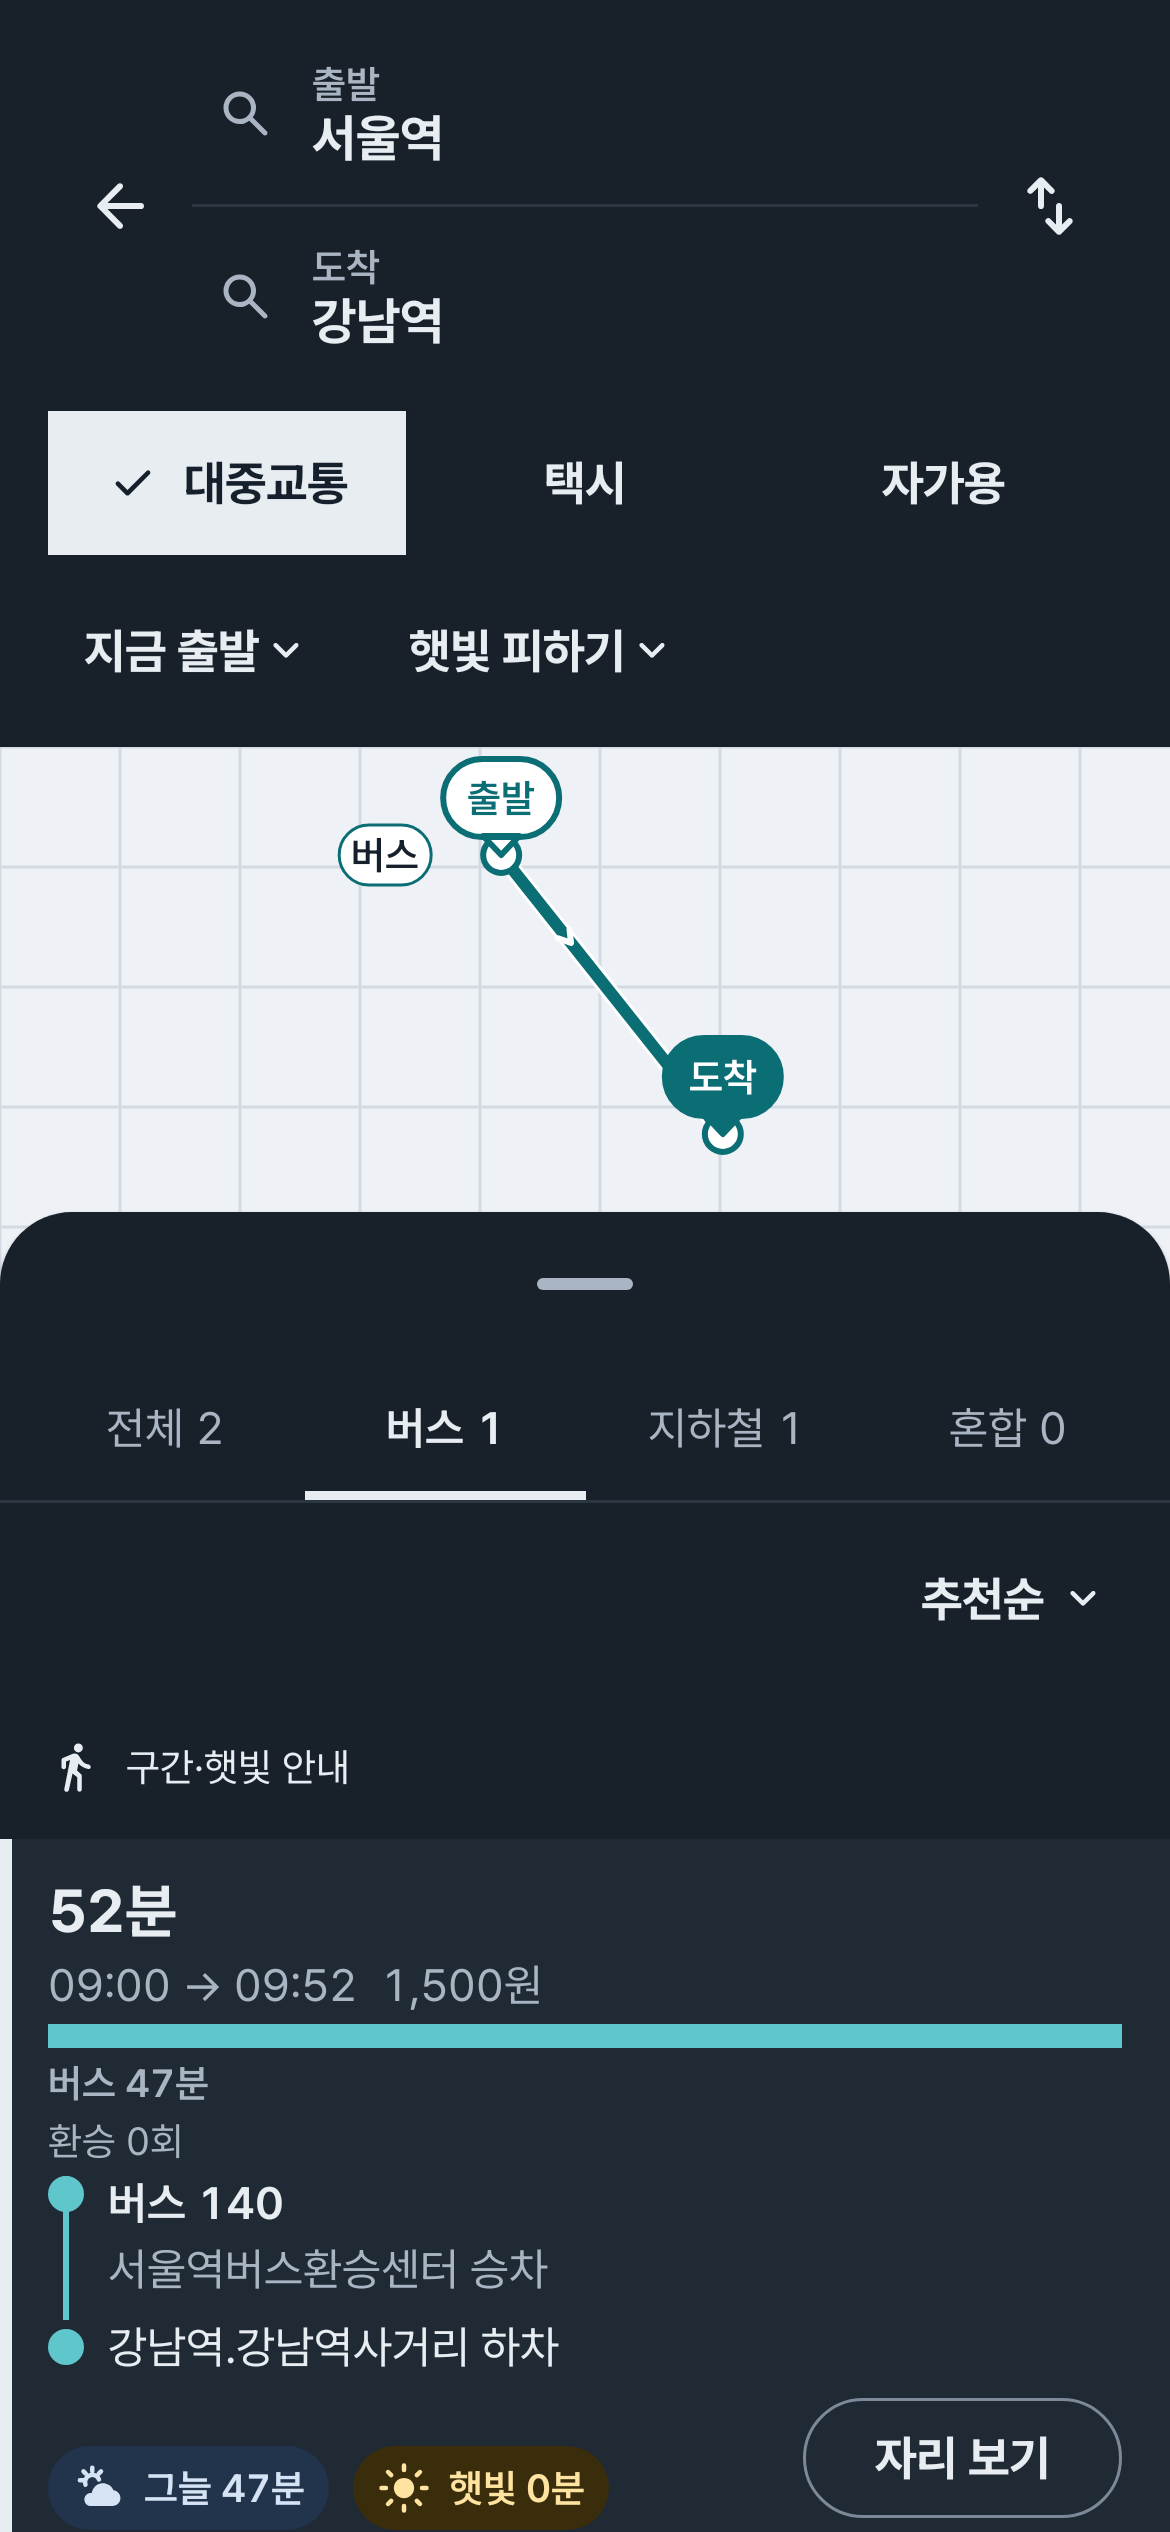 출발
서울역
도착
강남역
대중교통 택시 자가용
지금 출발 햇빛 피하기
출발
버스
도착
전체 2 버스 1 지하철 1 혼합 0
추천순
구간·햇빛 안내
52분
09:00 → 09:52 1,500원
버스 47분
환승 0회
버스 140
서울역버스환승센터 승차
강남역.강남역사거리 하차
자리 보기
그늘 47분 햇빛 0분